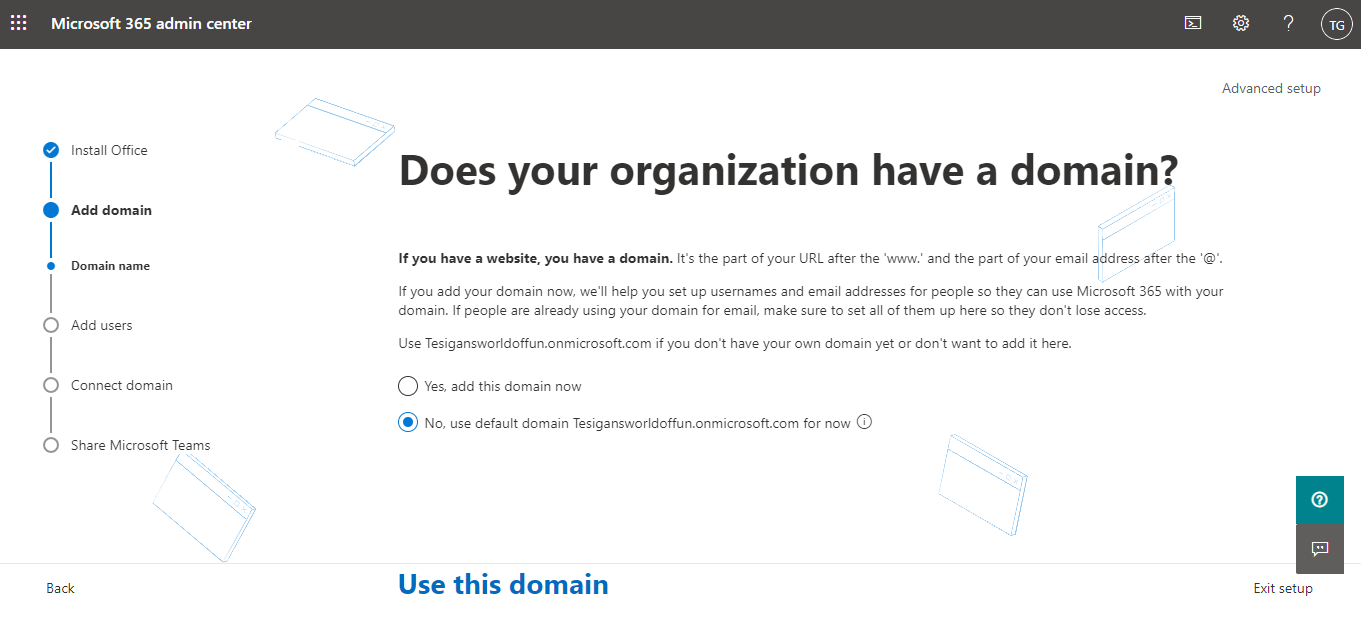 Microsoft 365 admin center
TG
Advanced setup
Install Office
Add domain
Domain name
Add users
Connect domain
Share Microsoft Teams
Does your organization have a domain?
If you have a website, you have a domain. It's the part of your URL after the 'www.' and the part of your email address after the '@'.
If you add your domain now, we'll help you set up usernames and email addresses for people so they can use Microsoft 365 with your
domain. If people are already using your domain for email, make sure to set all of them up here so they don't lose access.
Use Tesigansworldoffun.onmicrosoft.com if you don't have your own domain yet or don't want to add it here.
Yes, add this domain now
No, use default domain Tesigansworldoffun.onmicrosoft.com for now
Back
Use this domain
Exit setup